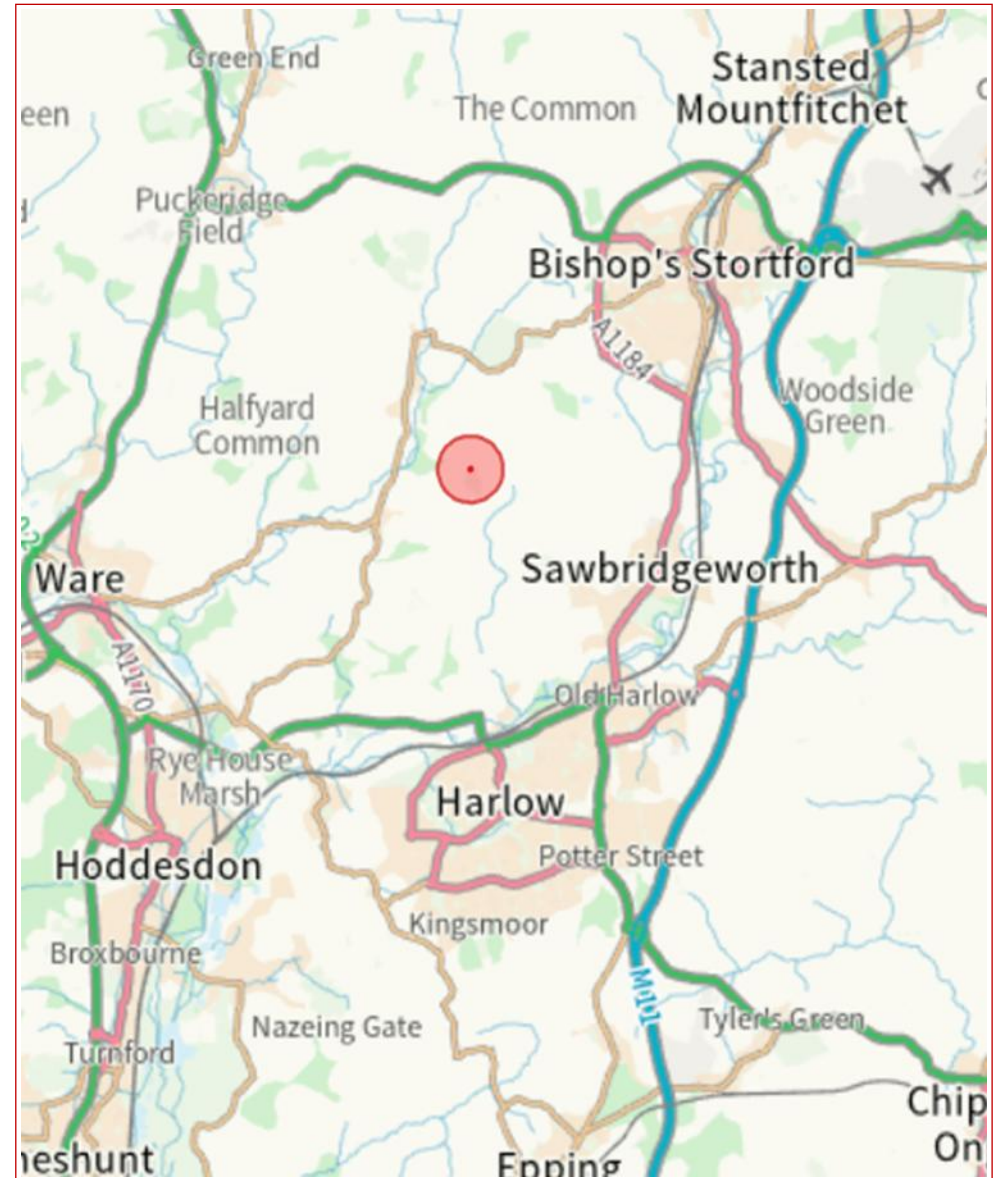 Green End
Stansted
Mountfitchet
een
The Common
Puckeridge
Field
Bishop's Stortford
A1184
Woodside
Green
Halfyard
Common
Ware
Sawbridgeworth
A1170
Old Harlow
Rye House
Marsh
Harlow
Hoddesdon
Potter Street
Kingsmoor
Broxbourne
M11
Tyler's Green
Nazeing Gate
Turnford
Chip
On
neshunt
Epping